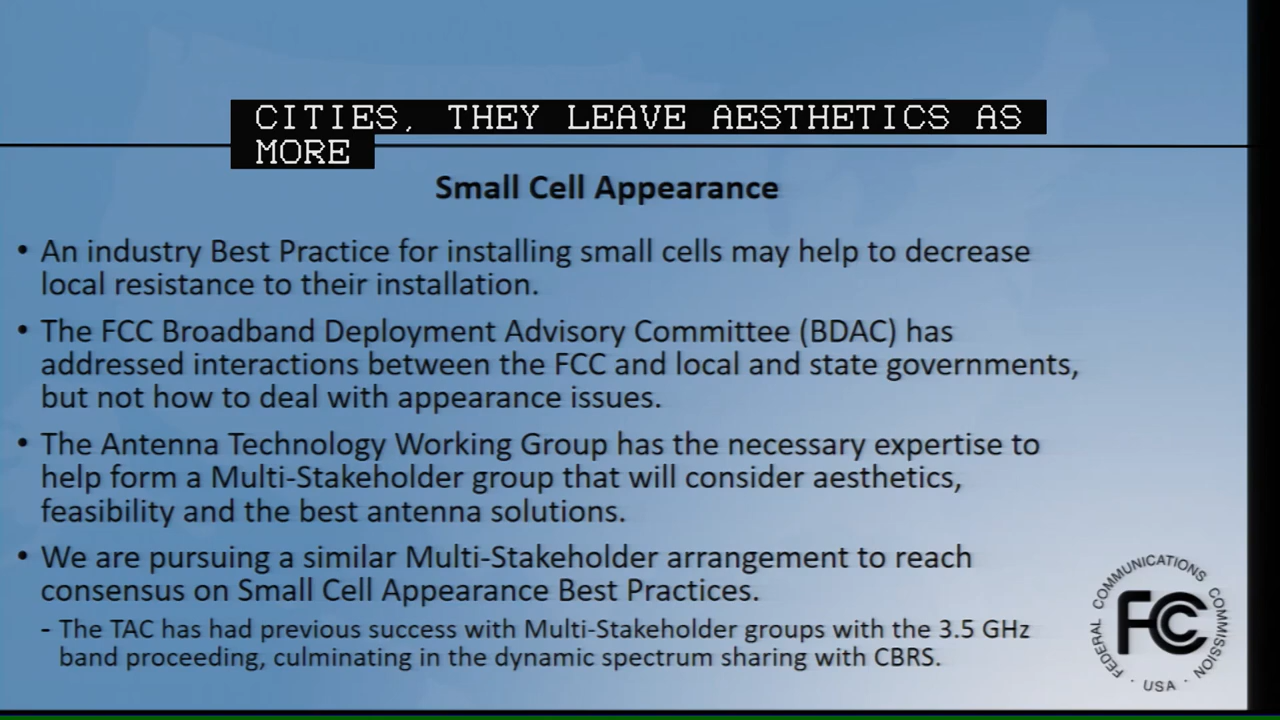 CITIES, THEY LEAVE AESTHETICS AS
MORE
Small Cell Appearance
• An industry Best Practice for installing small cells may help to decrease
local resistance to their installation.
• The FCC Broadband Deployment Advisory Committee (BDAC) has
addressed interactions between the FCC and local and state governments,
but not how to deal with appearance issues.
• The Antenna Technology Working Group has the necessary expertise to
help form a Multi-Stakeholder group that will consider aesthetics,
feasibility and the best antenna solutions.
• We are pursuing a similar Multi-Stakeholder arrangement to reach
consensus on Small Cell Appearance Best Practices.
- The TAC has had previous success with Multi-Stakeholder groups with the 3.5 GHz
band proceeding, culminating in the dynamic spectrum sharing with CBRS.
FEDERAL COMMUNICATIONS COMMISSION
FCC
· USA ·